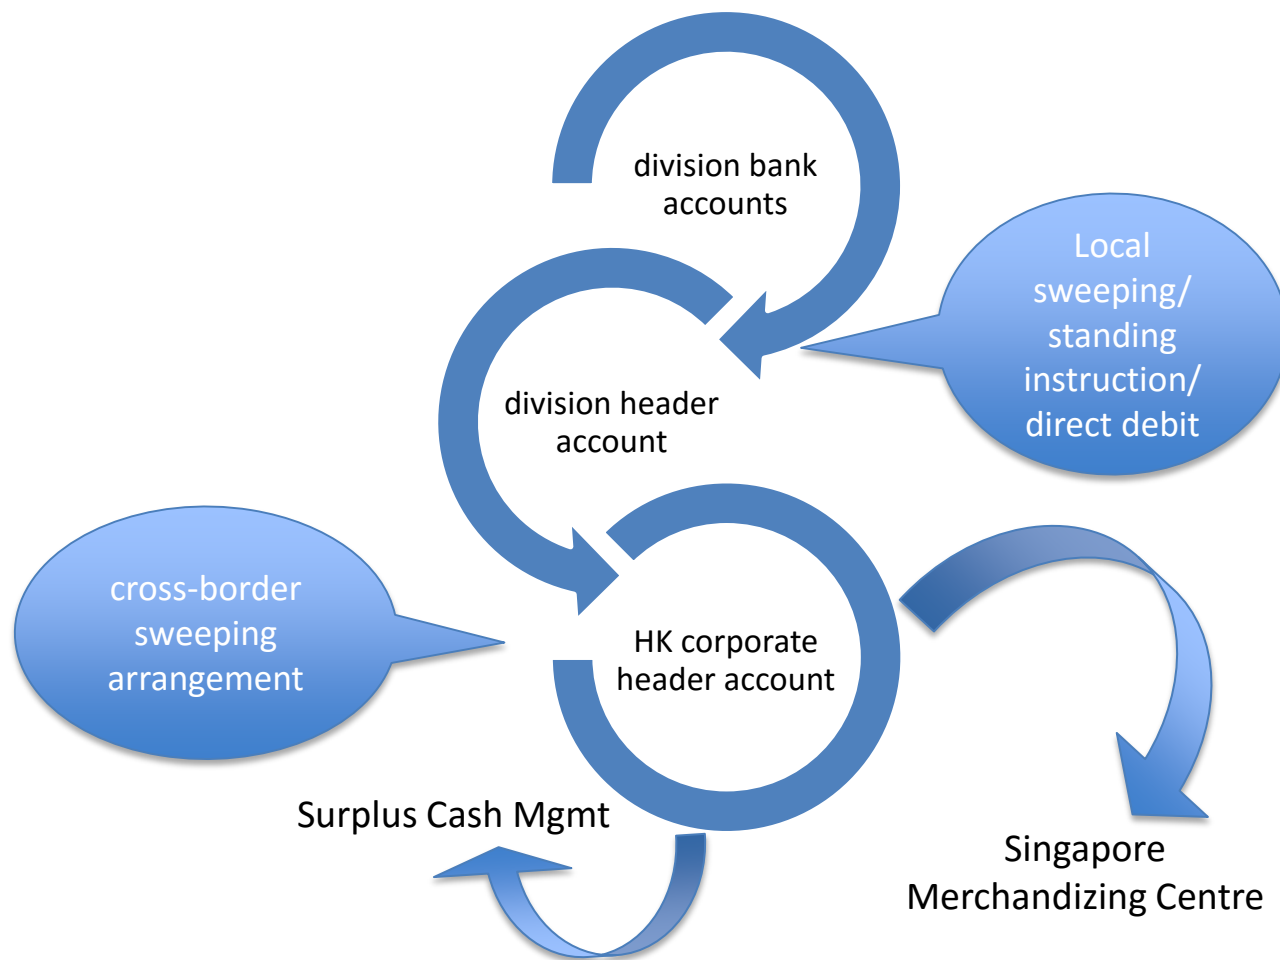 division bank
accounts
Local
sweeping/
standing
instruction/
direct debit
division header
account
cross-border
sweeping
arrangement
HK corporate
header account
Surplus Cash Mgmt
Singapore
Merchandizing Centre